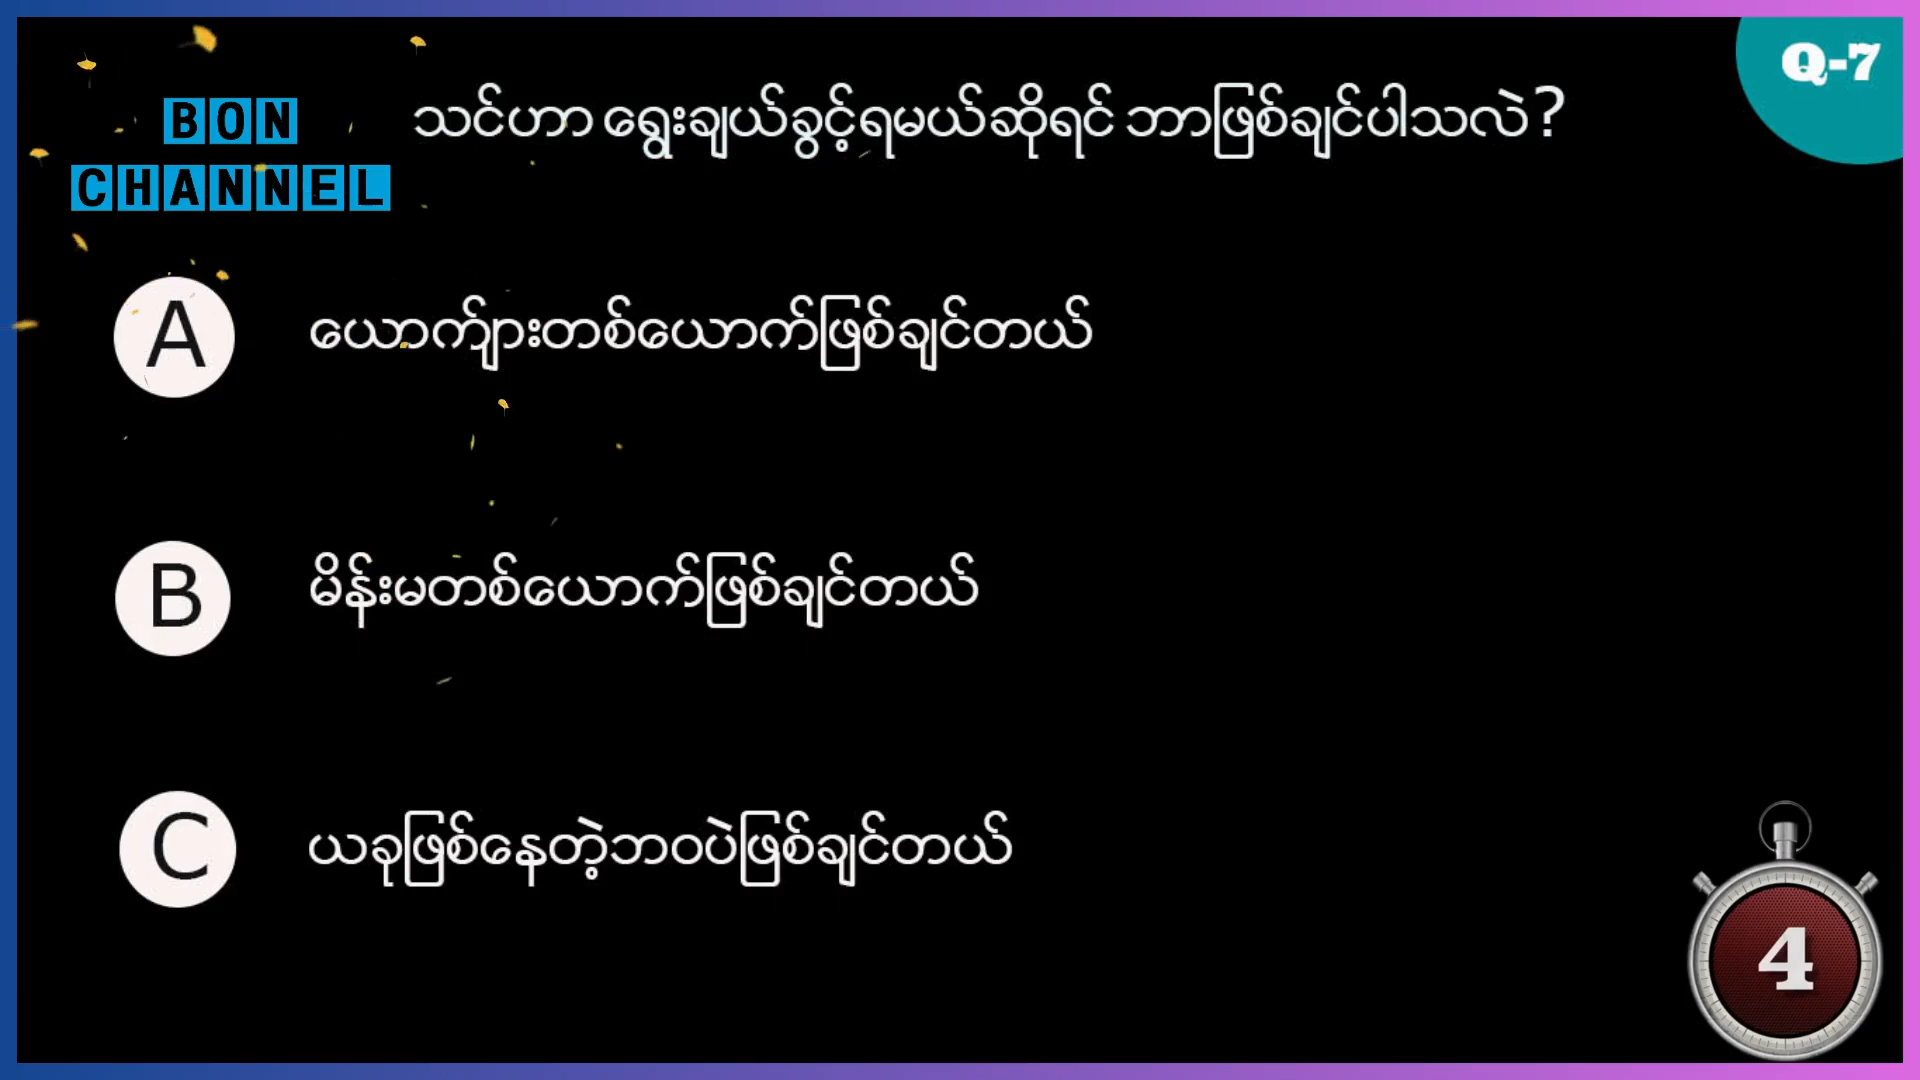 Q-7
BON
CHANNEL
သင်ဟာ ရွေးချယ်ခွင့်ရမယ်ဆိုရင် ဘာဖြစ်ချင်ပါသလဲ?
A
ယောက်ျားတစ်ယောက်ဖြစ်ချင်တယ်
B
မိန်းမတစ်ယောက်ဖြစ်ချင်တယ်
C
ယခုဖြစ်နေတဲ့ဘဝပဲဖြစ်ချင်တယ်
4